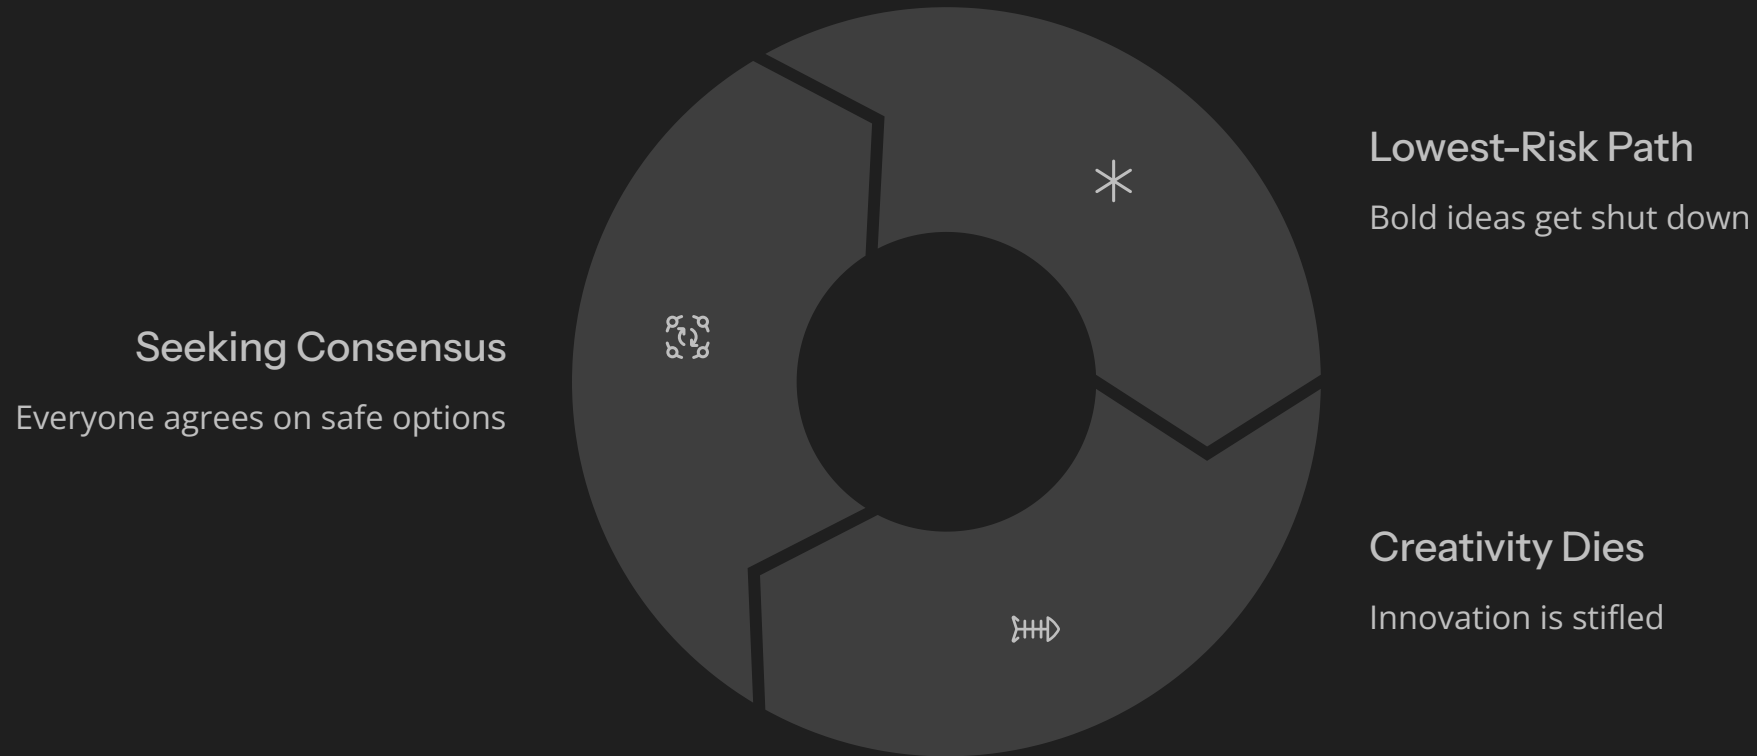 Lowest-Risk Path
Bold ideas get shut down
Seeking Consensus
Everyone agrees on safe options
Creativity Dies
Innovation is stifled